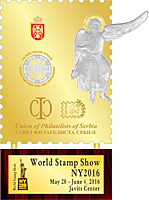 Union of Philatelists of Serbia
САВЕЗ ФИЛАТЕЛИСТА СРБИЈЕ
World Stamp Show
NY2016
May 28 - June 4, 2016
Javits Center